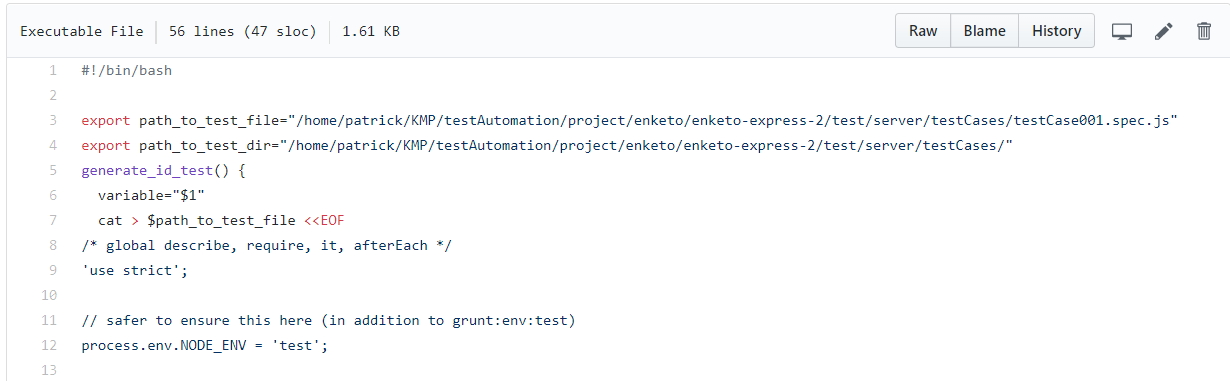 Executable File 56 lines (47 sloc) 1.61 KB Raw Blame History
1 #!/bin/bash
2
3 export path_to_test_file="/home/patrick/KMP/testAutomation/project/enketo/enketo-express-2/test/server/testCases/testCase001.spec.js"
4 export path_to_test_dir="/home/patrick/KMP/testAutomation/project/enketo/enketo-express-2/test/server/testCases/"
5 generate_id_test() {
6 variable="$1"
7 cat > $path_to_test_file <<EOF
8 /* global describe, require, it, afterEach */
9 'use strict';
10
11 // safer to ensure this here (in addition to grunt:env:test)
12 process.env.NODE_ENV = 'test';
13